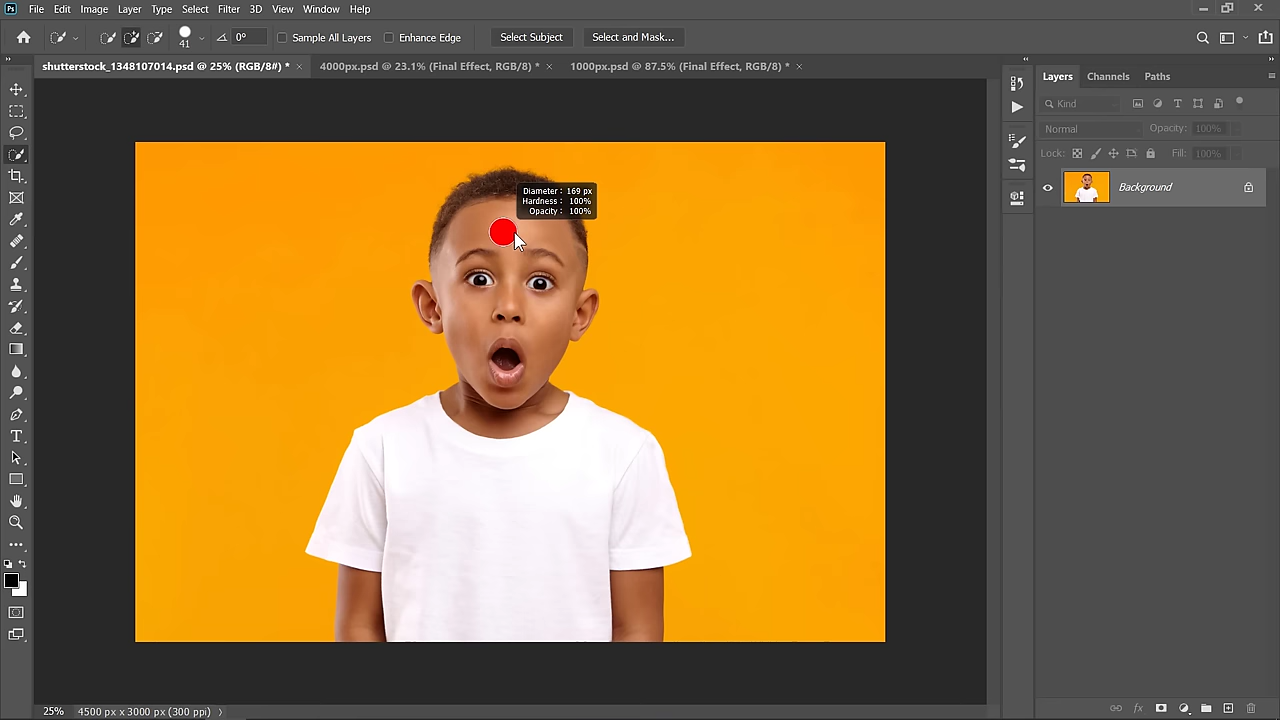 Ps File Edit Image Layer Type Select Filter 3D View Window Help
41 0° Sample All Layers Enhance Edge Select Subject Select and Mask...
shutterstock_1348107014.psd @ 25% (RGB/8#) * × 4000px.psd @ 23.1% (Final Effect, RGB/8) * × 1000px.psd @ 87.5% (Final Effect, RGB/8) * ×
Layers Channels Paths
Kind
Normal Opacity: 100%
Lock: Fill: 100%
Background
Diameter: 169 px
Hardness: 100%
Opacity: 100%
25% 4500 px x 3000 px (300 ppi)